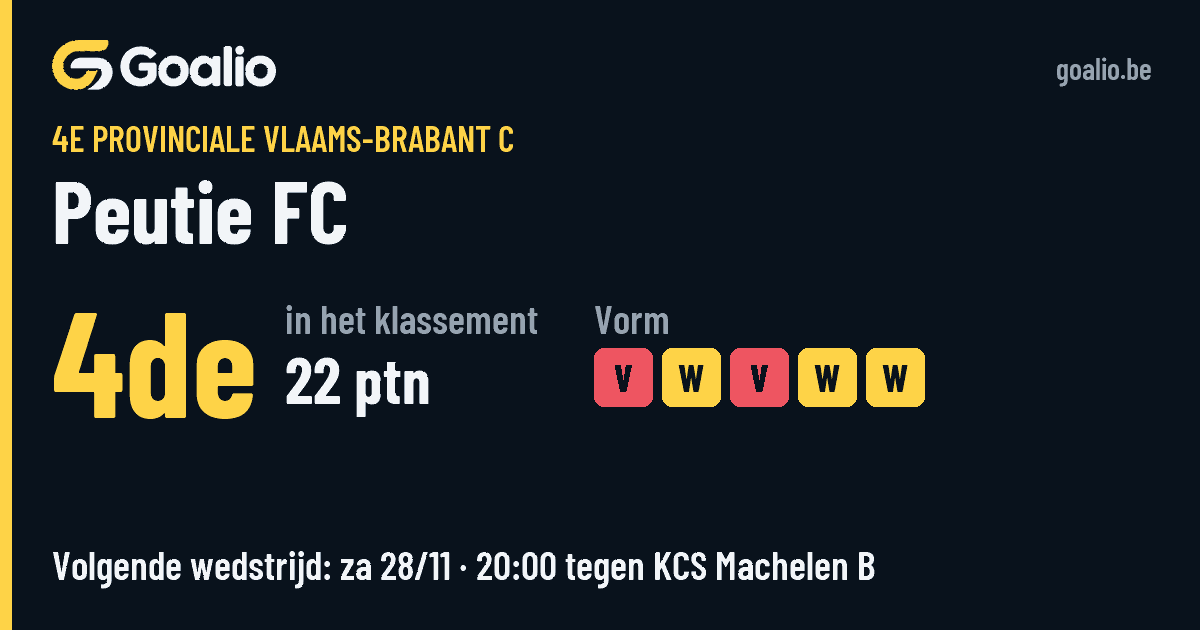 Goalio
goalio.be
4E PROVINCIALE VLAAMS-BRABANT C
Peutie FC
4de
in het klassement
22 ptn
Vorm
V W V W W
Volgende wedstrijd: za 28/11 · 20:00 tegen KCS Machelen B